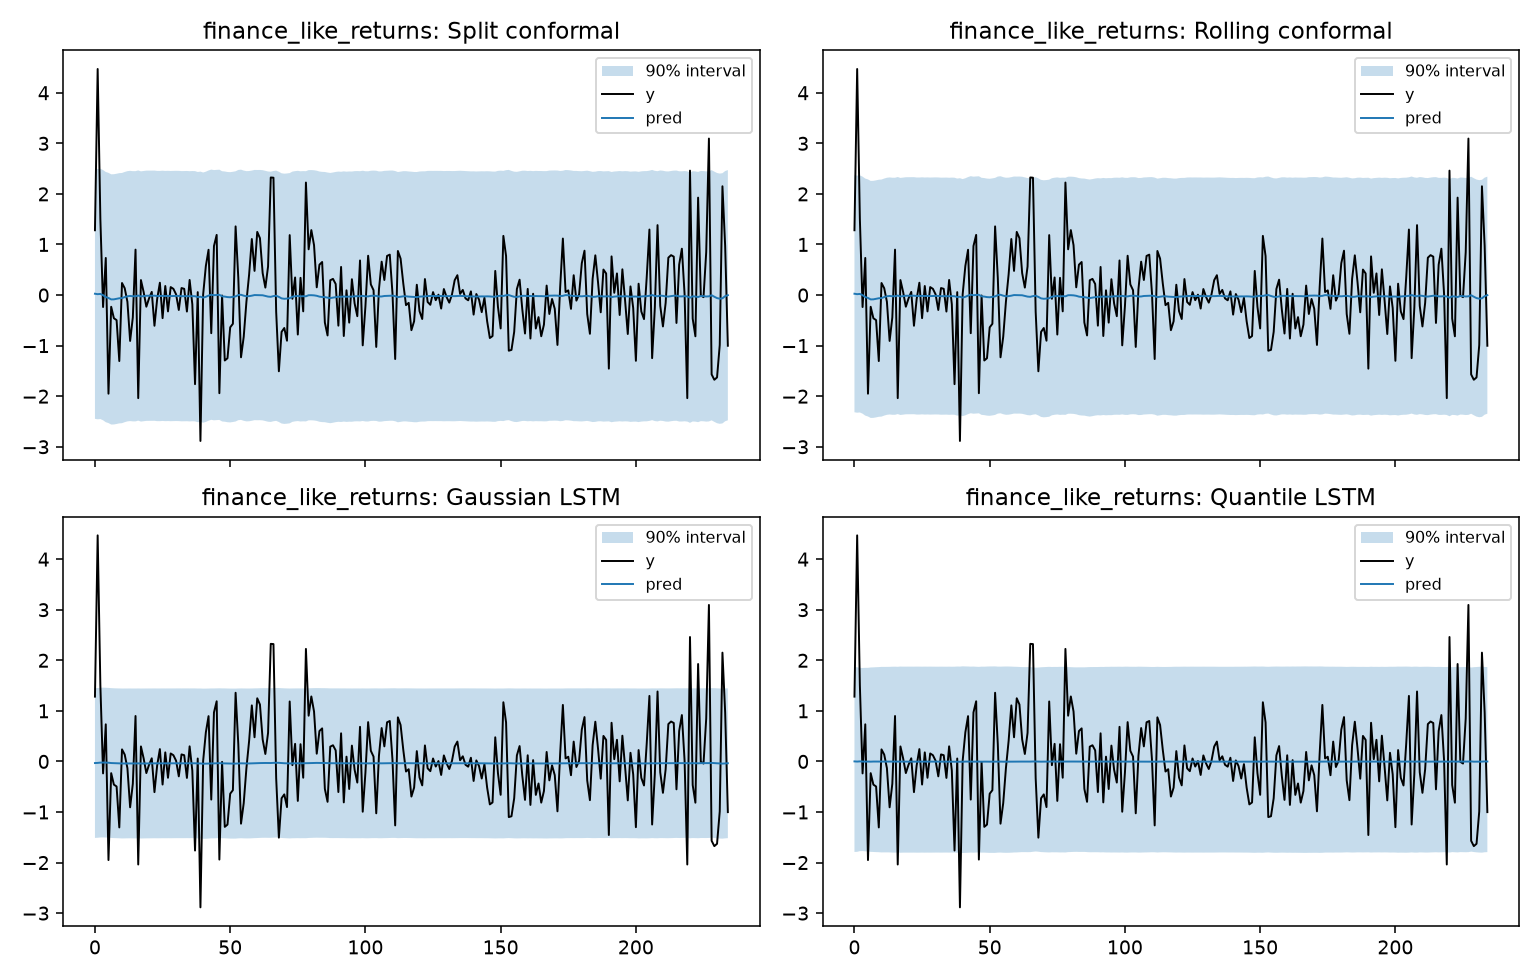 finance_like_returns: Split conformal
90% interval
y
pred
4
3
2
1
0
−1
−2
−3
finance_like_returns: Rolling conformal
90% interval
y
pred
4
3
2
1
0
−1
−2
−3
finance_like_returns: Gaussian LSTM
90% interval
y
pred
4
3
2
1
0
−1
−2
−3
0 50 100 150 200
finance_like_returns: Quantile LSTM
90% interval
y
pred
4
3
2
1
0
−1
−2
−3
0 50 100 150 200